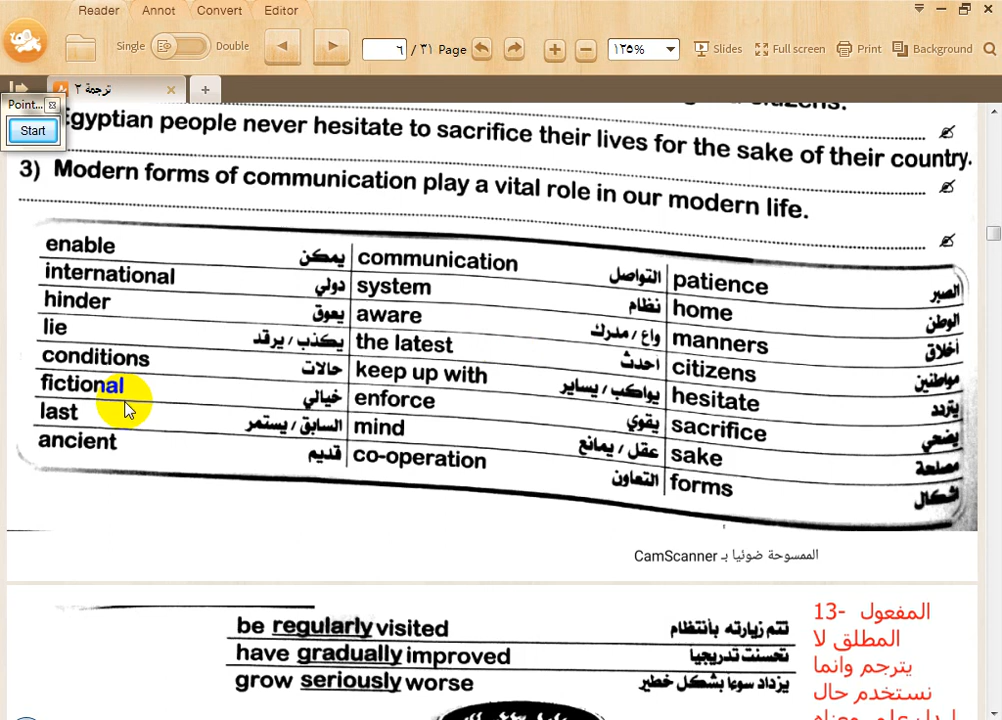 Reader Annot Convert Editor
Single Double ٦ / ٣١ Page ١٢٥% Slides Full screen Print Background
ترجمة ٢
Point...
Start
citizens.
Egyptian people never hesitate to sacrifice their lives for the sake of their country.
3) Modern forms of communication play a vital role in our modern life.
enable يمكن communication التواصل patience الصبر
international دولي system نظام home الوطن
hinder يعوق aware واع / مدرك manners أخلاق
lie يكذب / يرقد the latest أحدث citizens مواطنين
conditions حالات keep up with يواكب / يساير hesitate يتردد
fictional خيالي enforce يقوي sacrifice يضحي
last السابق / يستمر mind عقل / يمانع sake مصلحة
ancient قديم co-operation التعاون forms اشكال
الممسوحة ضوئيا بـ CamScanner
be regularly visited تتم زيارته بأنتظام
have gradually improved تحسنت تدريجيا
grow seriously worse يزداد سوءا بشكل خطير
13- المفعول
المطلق لا
يترجم وانما
نستخدم حال